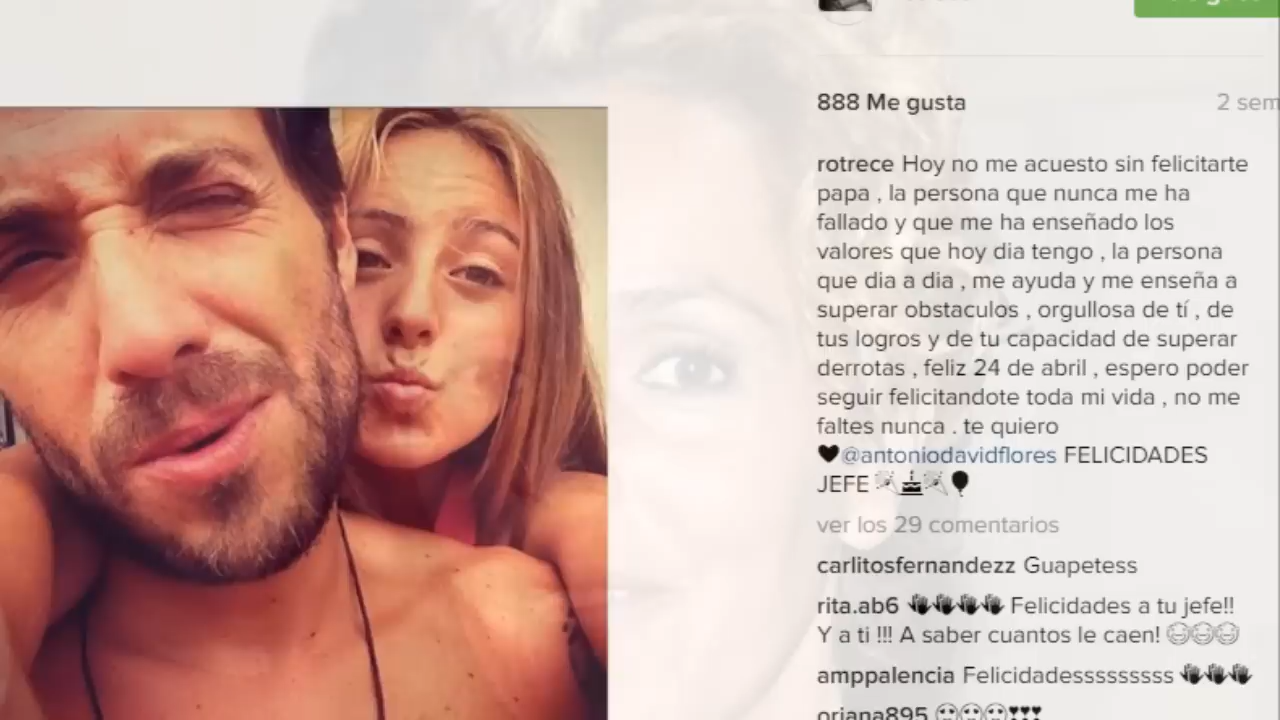 888 Me gusta
2 sem
rotrece Hoy no me acuesto sin felicitarte
papa , la persona que nunca me ha
fallado y que me ha enseñado los
valores que hoy dia tengo , la persona
que dia a dia , me ayuda y me enseña a
superar obstaculos , orgullosa de tí , de
tus logros y de tu capacidad de superar
derrotas , feliz 24 de abril , espero poder
seguir felicitandote toda mi vida , no me
faltes nunca . te quiero
🖤@antoniodavidflores FELICIDADES
JEFE 🎉🎂🎉🎈
ver los 29 comentarios
carlitosfernandezz Guapetess
rita.ab6 👋👋👋👋 Felicidades a tu jefe!!
Y a ti !!! A saber cuantos le caen! 😂😂😂
amppalencia Felicidadesssssssss 👋👋👋
oriana895